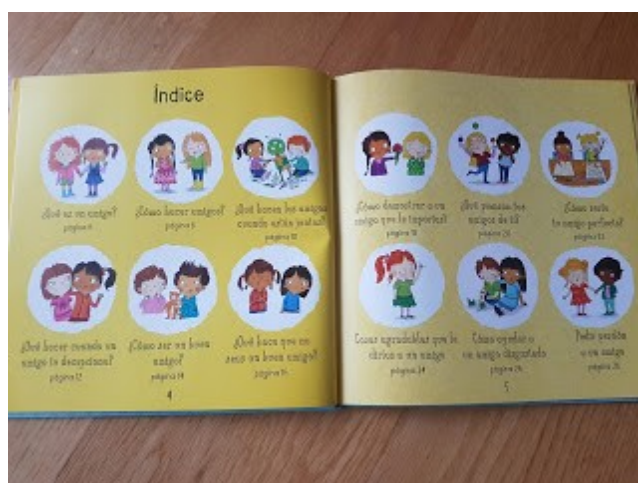 Índice
¿Qué es un amigo?
página 6
¿Cómo hacer amigos?
página 8
¿Qué hacen los amigos
cuando están juntos?
página 10
¿Qué hacer cuando un
amigo te decepciona?
página 12
¿Cómo ser un buen
amigo?
página 14
¿Qué hace que no
seas un buen amigo?
página 16
4
¿Cómo demostrar a un
amigo que te importa?
página 18
¿Qué piensan los
amigos de ti?
página 20
¿Cómo sería
tu amigo perfecto?
página 22
Cosas agradables que le
dirías a un amigo
página 24
Cómo ayudar a
un amigo disgustado
página 26
Pedir perdón
a un amigo
página 28
5